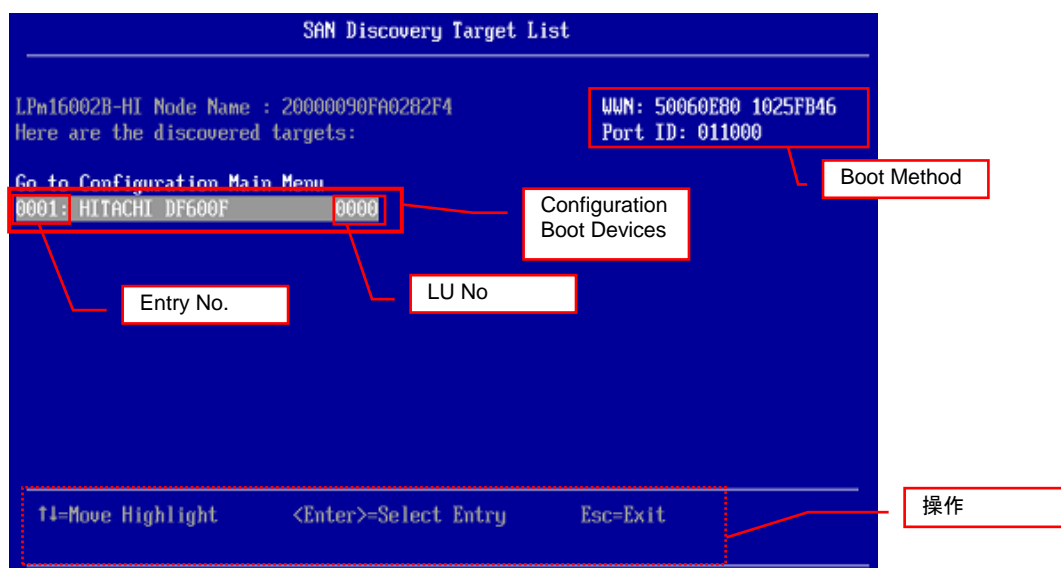 SAN Discovery Target List
LPm16002B-HI Node Name : 20000090FA0282F4
Here are the discovered targets:
WWN: 50060E80 1025FB46
Port ID: 011000
Boot Method
Go to Configuration Main Menu
0001: HITACHI DF600F 0000
Configuration
Boot Devices
Entry No.
LU No
↑↓=Move Highlight <Enter>=Select Entry Esc=Exit
操作